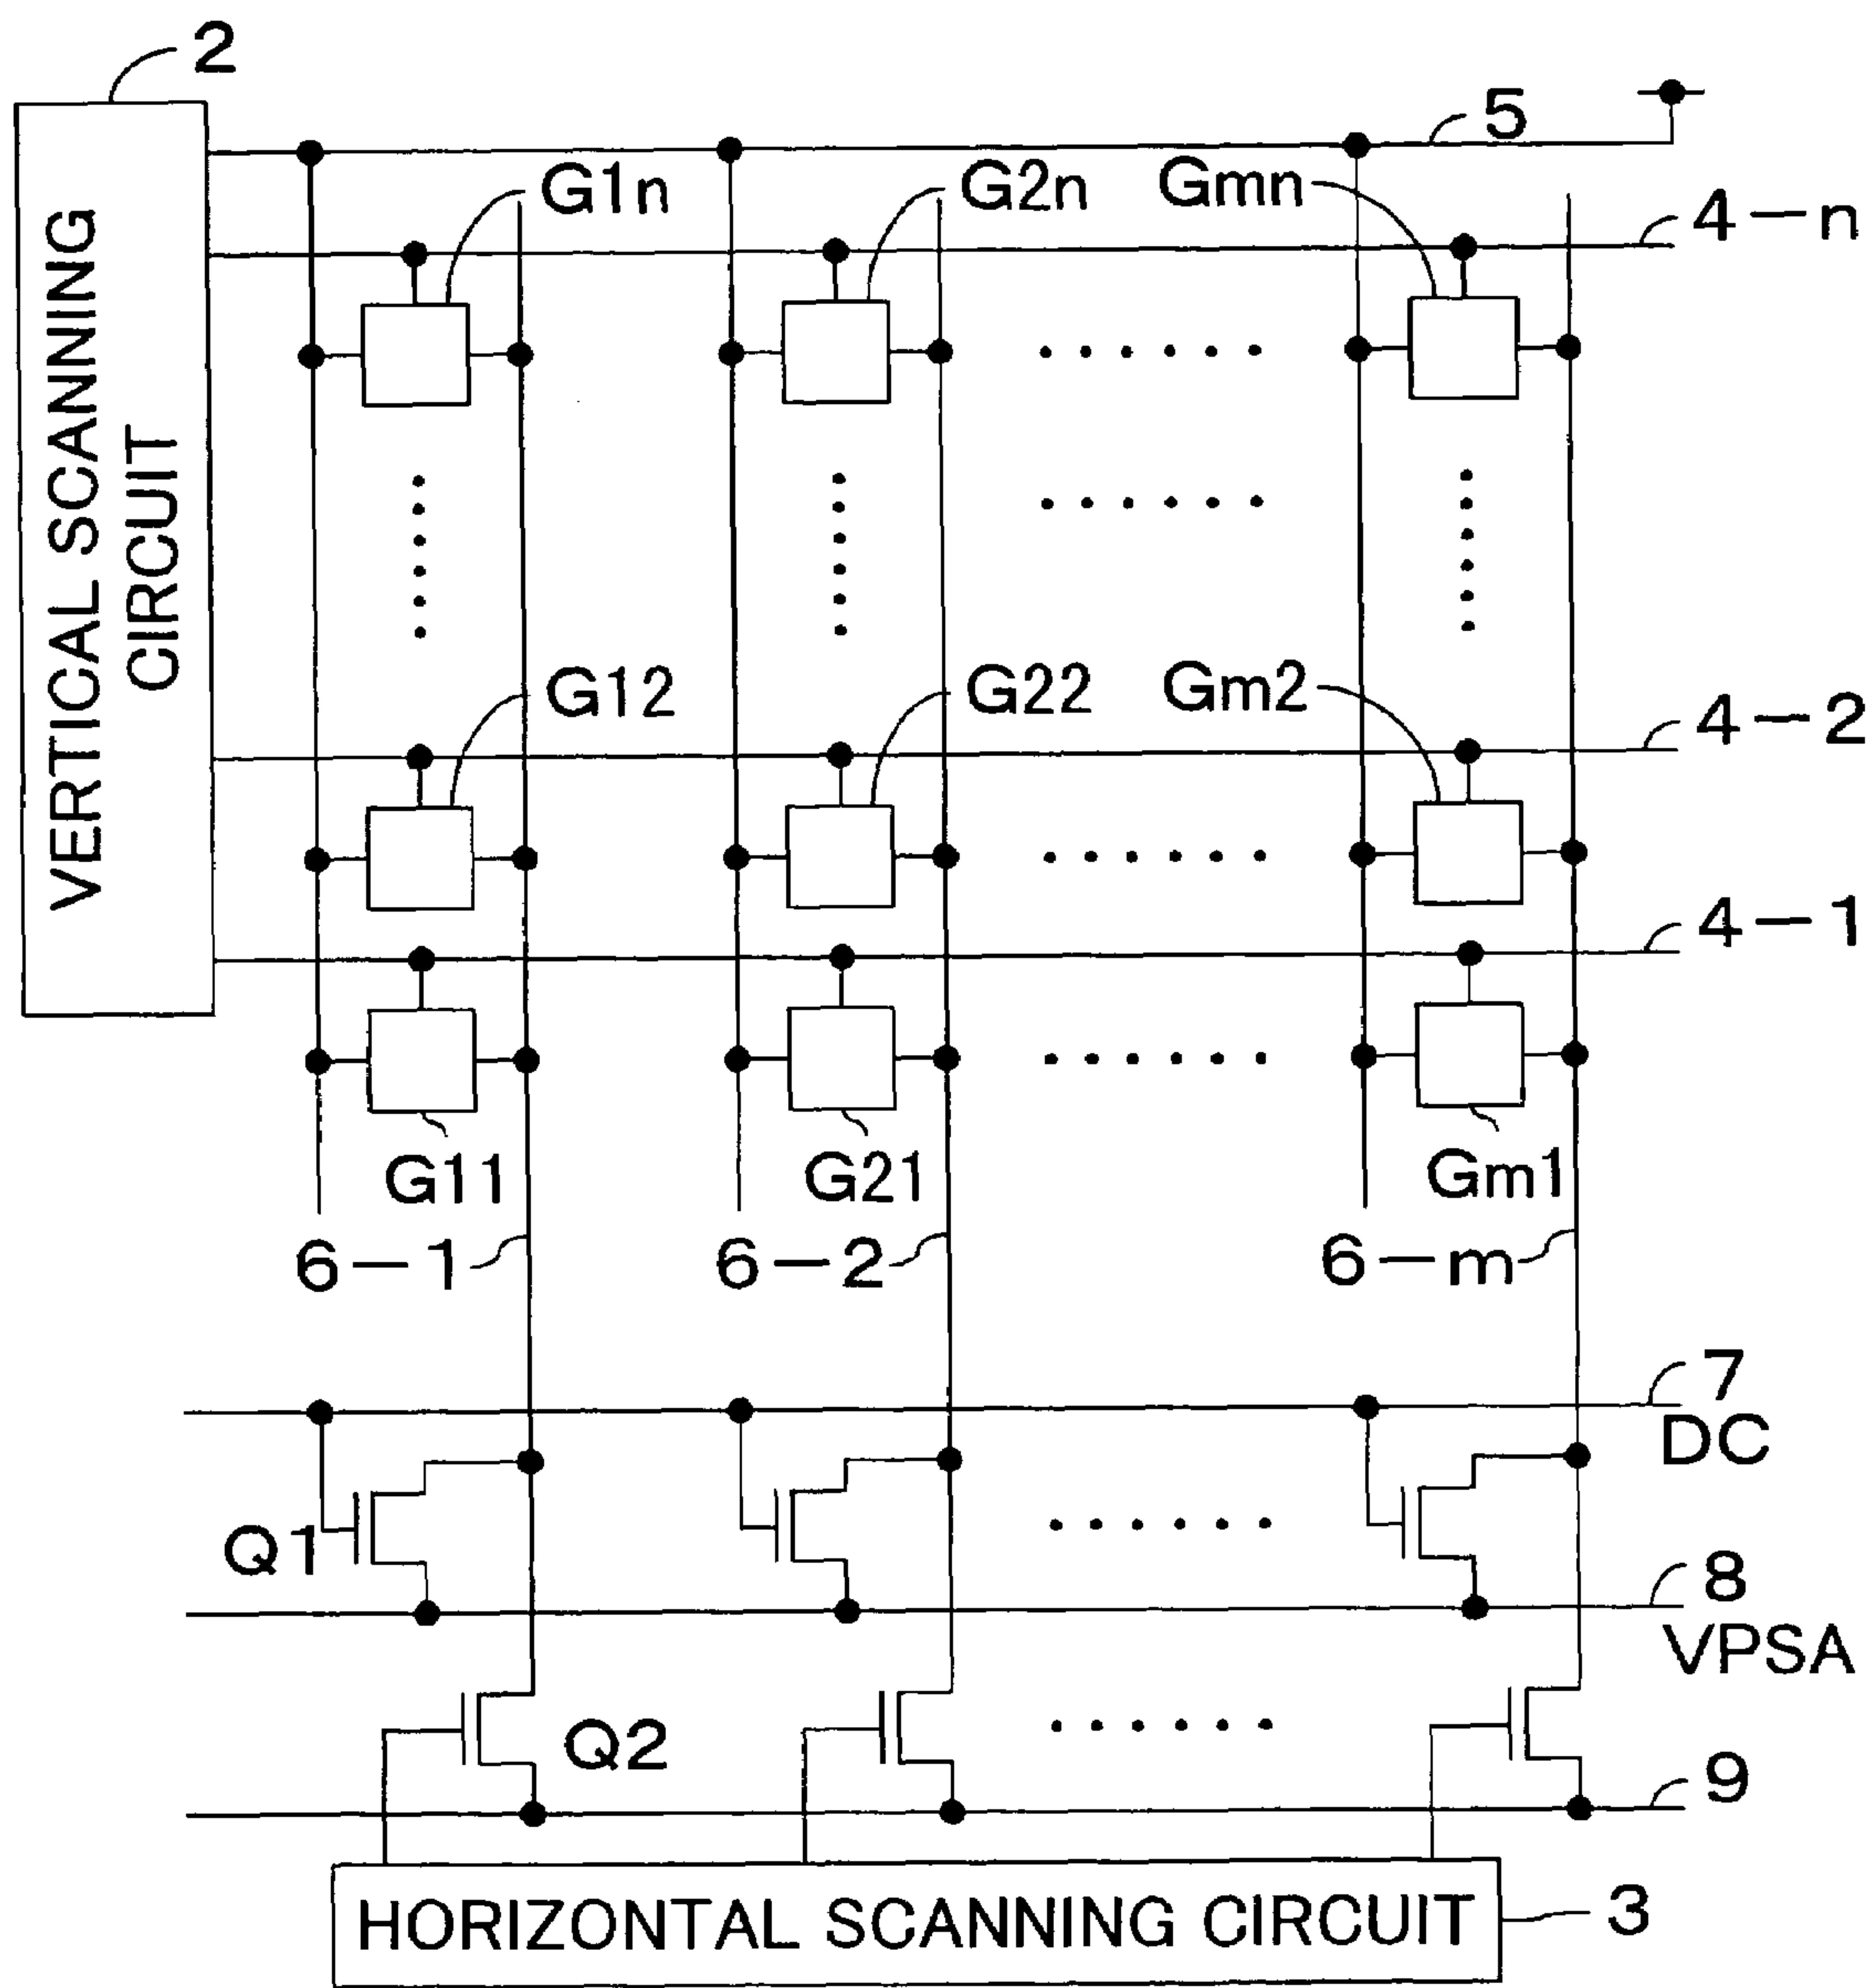 2
5
G1n
G2n
Gmn
4-n
VERTICAL SCANNING
CIRCUIT
G12
G22
Gm2
4-2
4-1
G11
G21
Gm1
6-1
6-2
6-m
7
DC
Q1
8
VPSA
Q2
9
HORIZONTAL SCANNING CIRCUIT
3